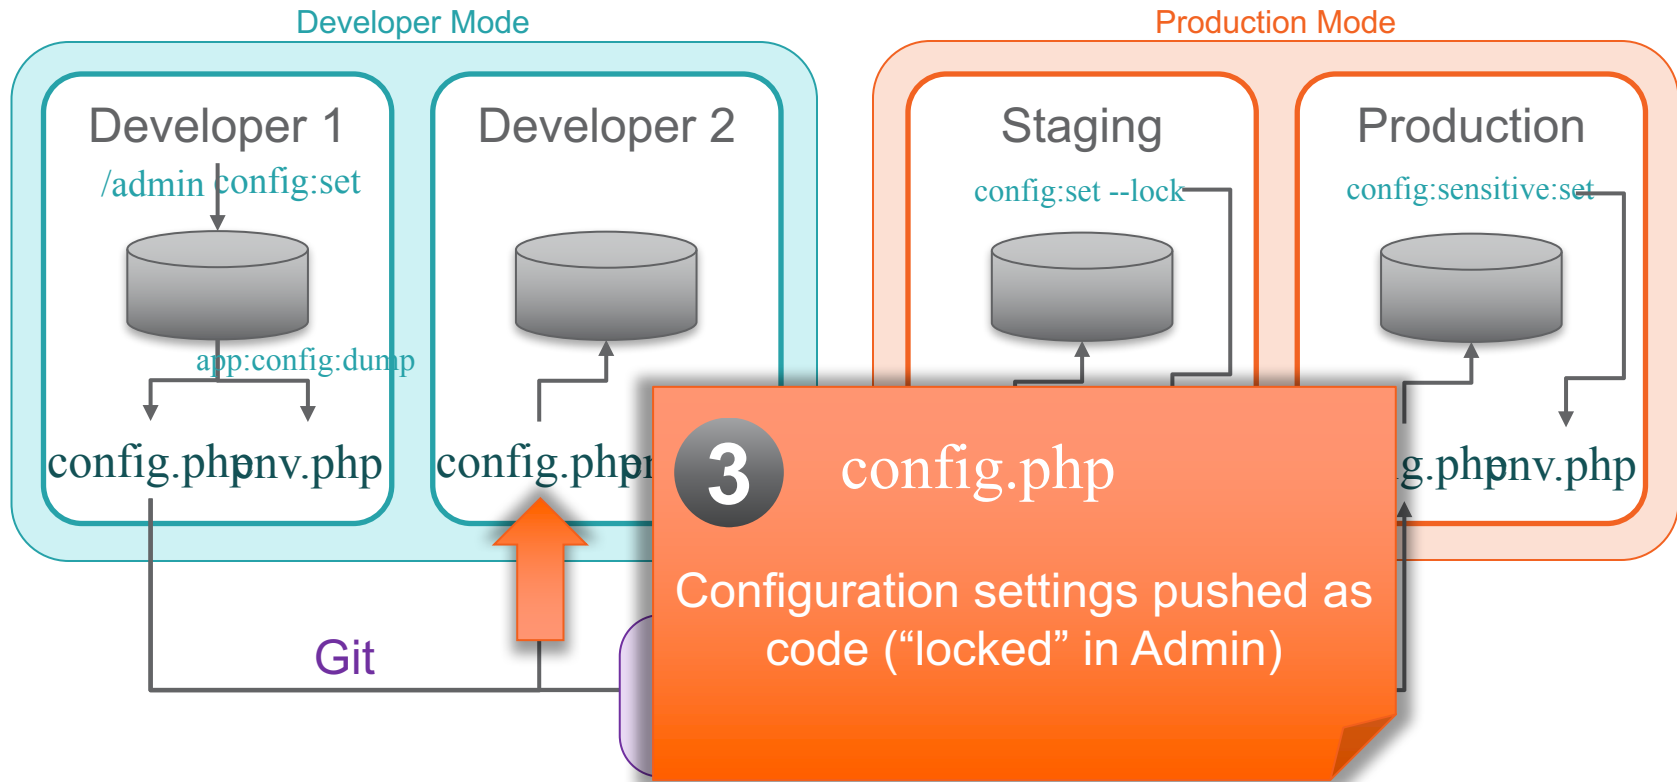 Developer Mode
Production Mode
Developer 1
Developer 2
Staging
Production
/admin
config:set
config:set --lock
config:sensitive:set
app:config:dump
config.php
env.php
config.php
env.php
3
config.php
Configuration settings pushed as
code (“locked” in Admin)
Git